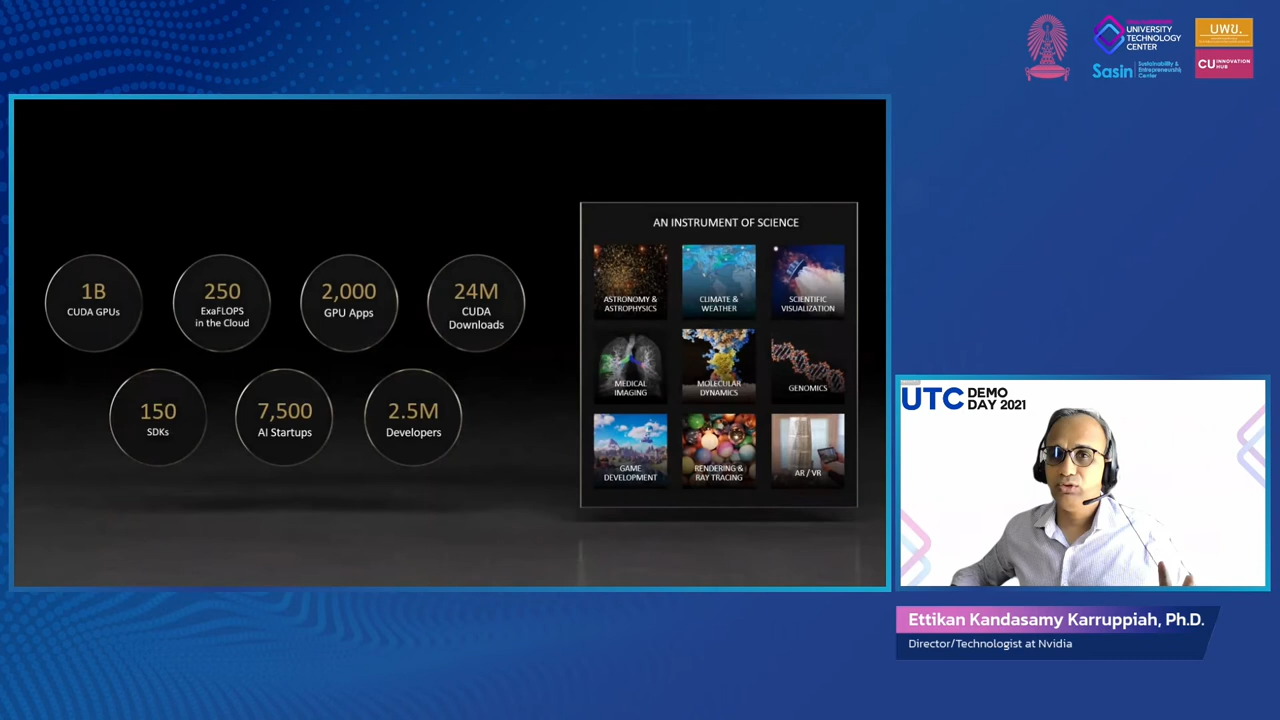 UNIVERSITY
TECHNOLOGY
CENTER
Sasin
Sustainability &
Entrepreneurship
Center
UWU.
CU INNOVATION
HUB
1B
CUDA GPUs
250
ExaFLOPS
in the Cloud
2,000
GPU Apps
24M
CUDA
Downloads
150
SDKs
7,500
AI Startups
2.5M
Developers
AN INSTRUMENT OF SCIENCE
ASTRONOMY &
ASTROPHYSICS
CLIMATE &
WEATHER
SCIENTIFIC
VISUALIZATION
MEDICAL
IMAGING
MOLECULAR
DYNAMICS
GENOMICS
GAME
DEVELOPMENT
RENDERING &
RAY TRACING
AR / VR
UTC DEMO
DAY 2021
Ettikan Kandasamy Karruppiah, Ph.D.
Director/Technologist at Nvidia